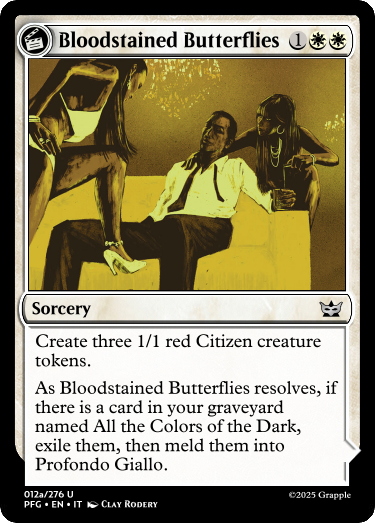 Bloodstained Butterflies 1
Sorcery
Create three 1/1 red Citizen creature
tokens.
As Bloodstained Butterflies resolves, if
there is a card in your graveyard
named All the Colors of the Dark,
exile them, then meld them into
Profondo Giallo.
012a/276 U
PFG • EN • IT Clay Rodery
©2025 Grapple